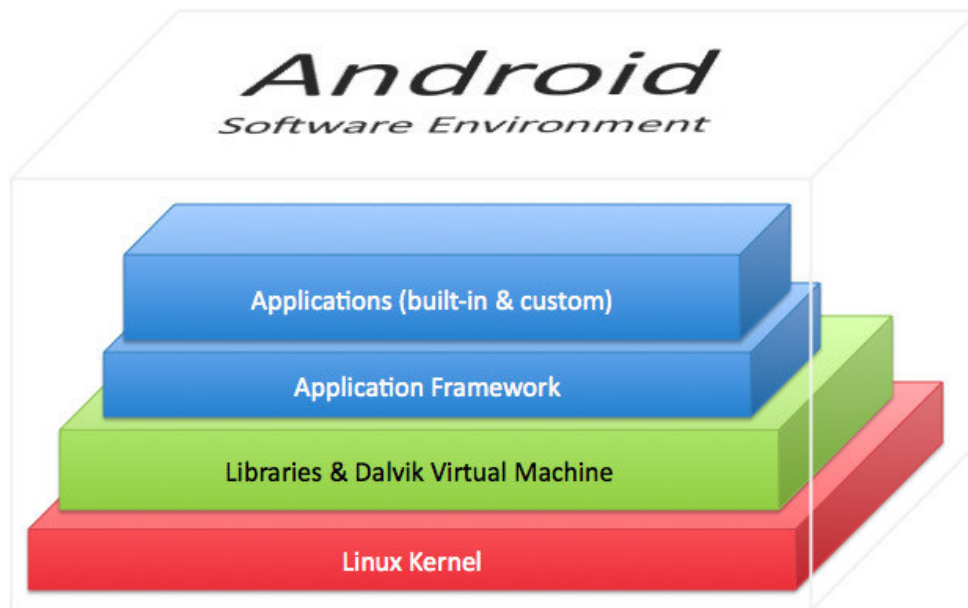 Android
Software Environment
Applications (built-in & custom)
Application Framework
Libraries & Dalvik Virtual Machine
Linux Kernel